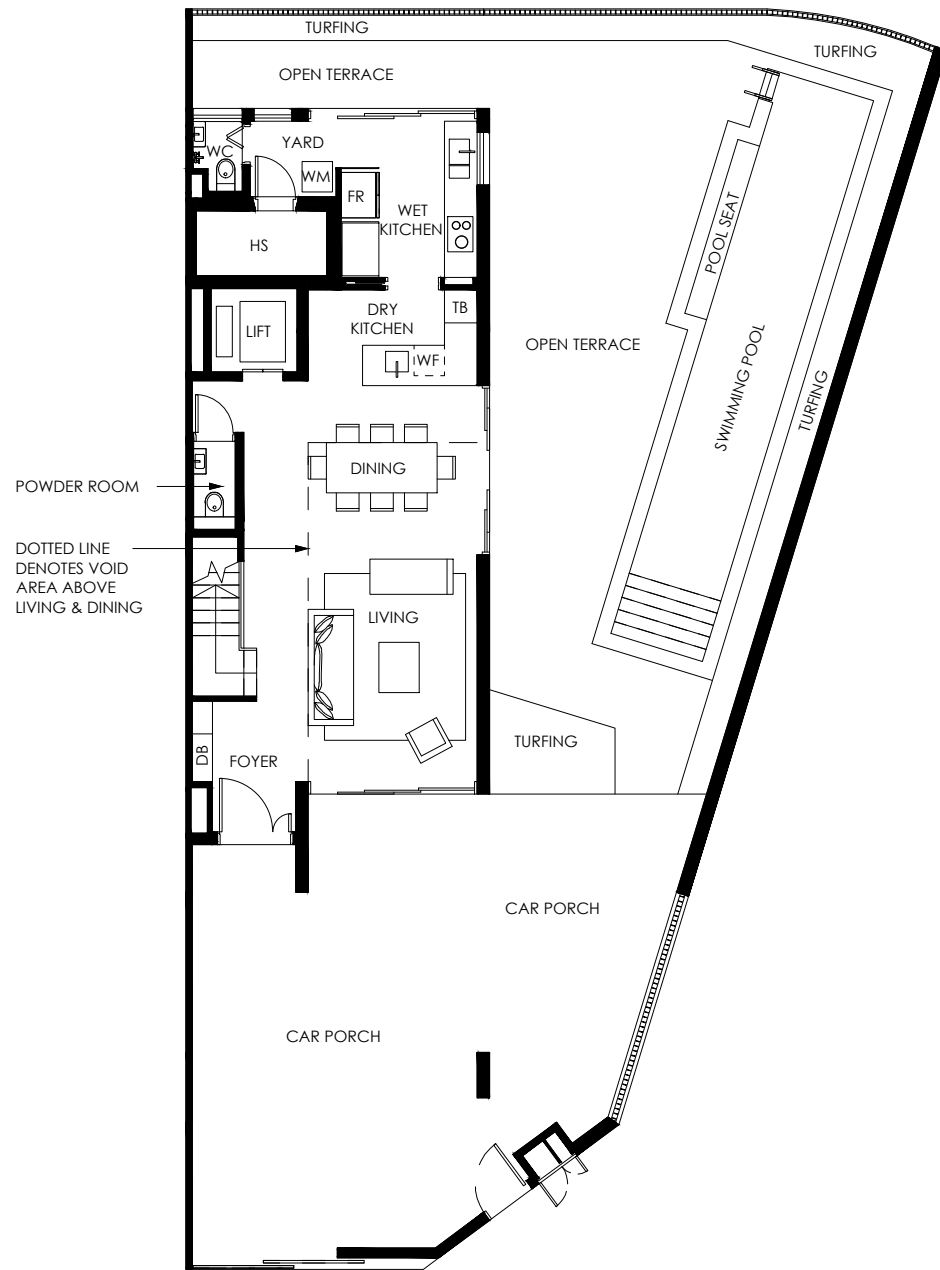 TURFING
TURFING
OPEN TERRACE
YARD
WC
WM
FR
WET
KITCHEN
POOL SEAT
HS
TB
DRY
KITCHEN
LIFT
WF
OPEN TERRACE
SWIMMING POOL
TURFING
DINING
POWDER ROOM
DOTTED LINE
DENOTES VOID
AREA ABOVE
LIVING & DINING
LIVING
TURFING
DB
FOYER
CAR PORCH
CAR PORCH